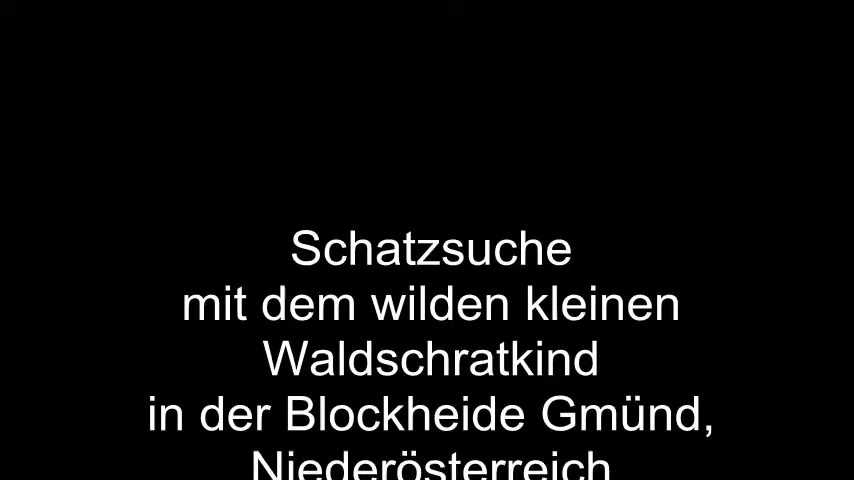 Schatzsuche
mit dem wilden kleinen
Waldschratkind
in der Blockheide Gmünd,
Niederösterreich